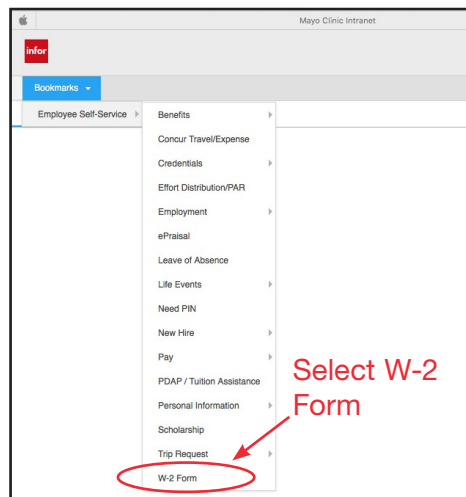 Mayo Clinic Intranet
infor
Bookmarks
Employee Self-Service
Benefits
Concur Travel/Expense
Credentials
Effort Distribution/PAR
Employment
ePraisal
Leave of Absence
Life Events
Need PIN
New Hire
Pay
PDAP / Tuition Assistance
Personal Information
Scholarship
Trip Request
W-2 Form
Select W-2
Form